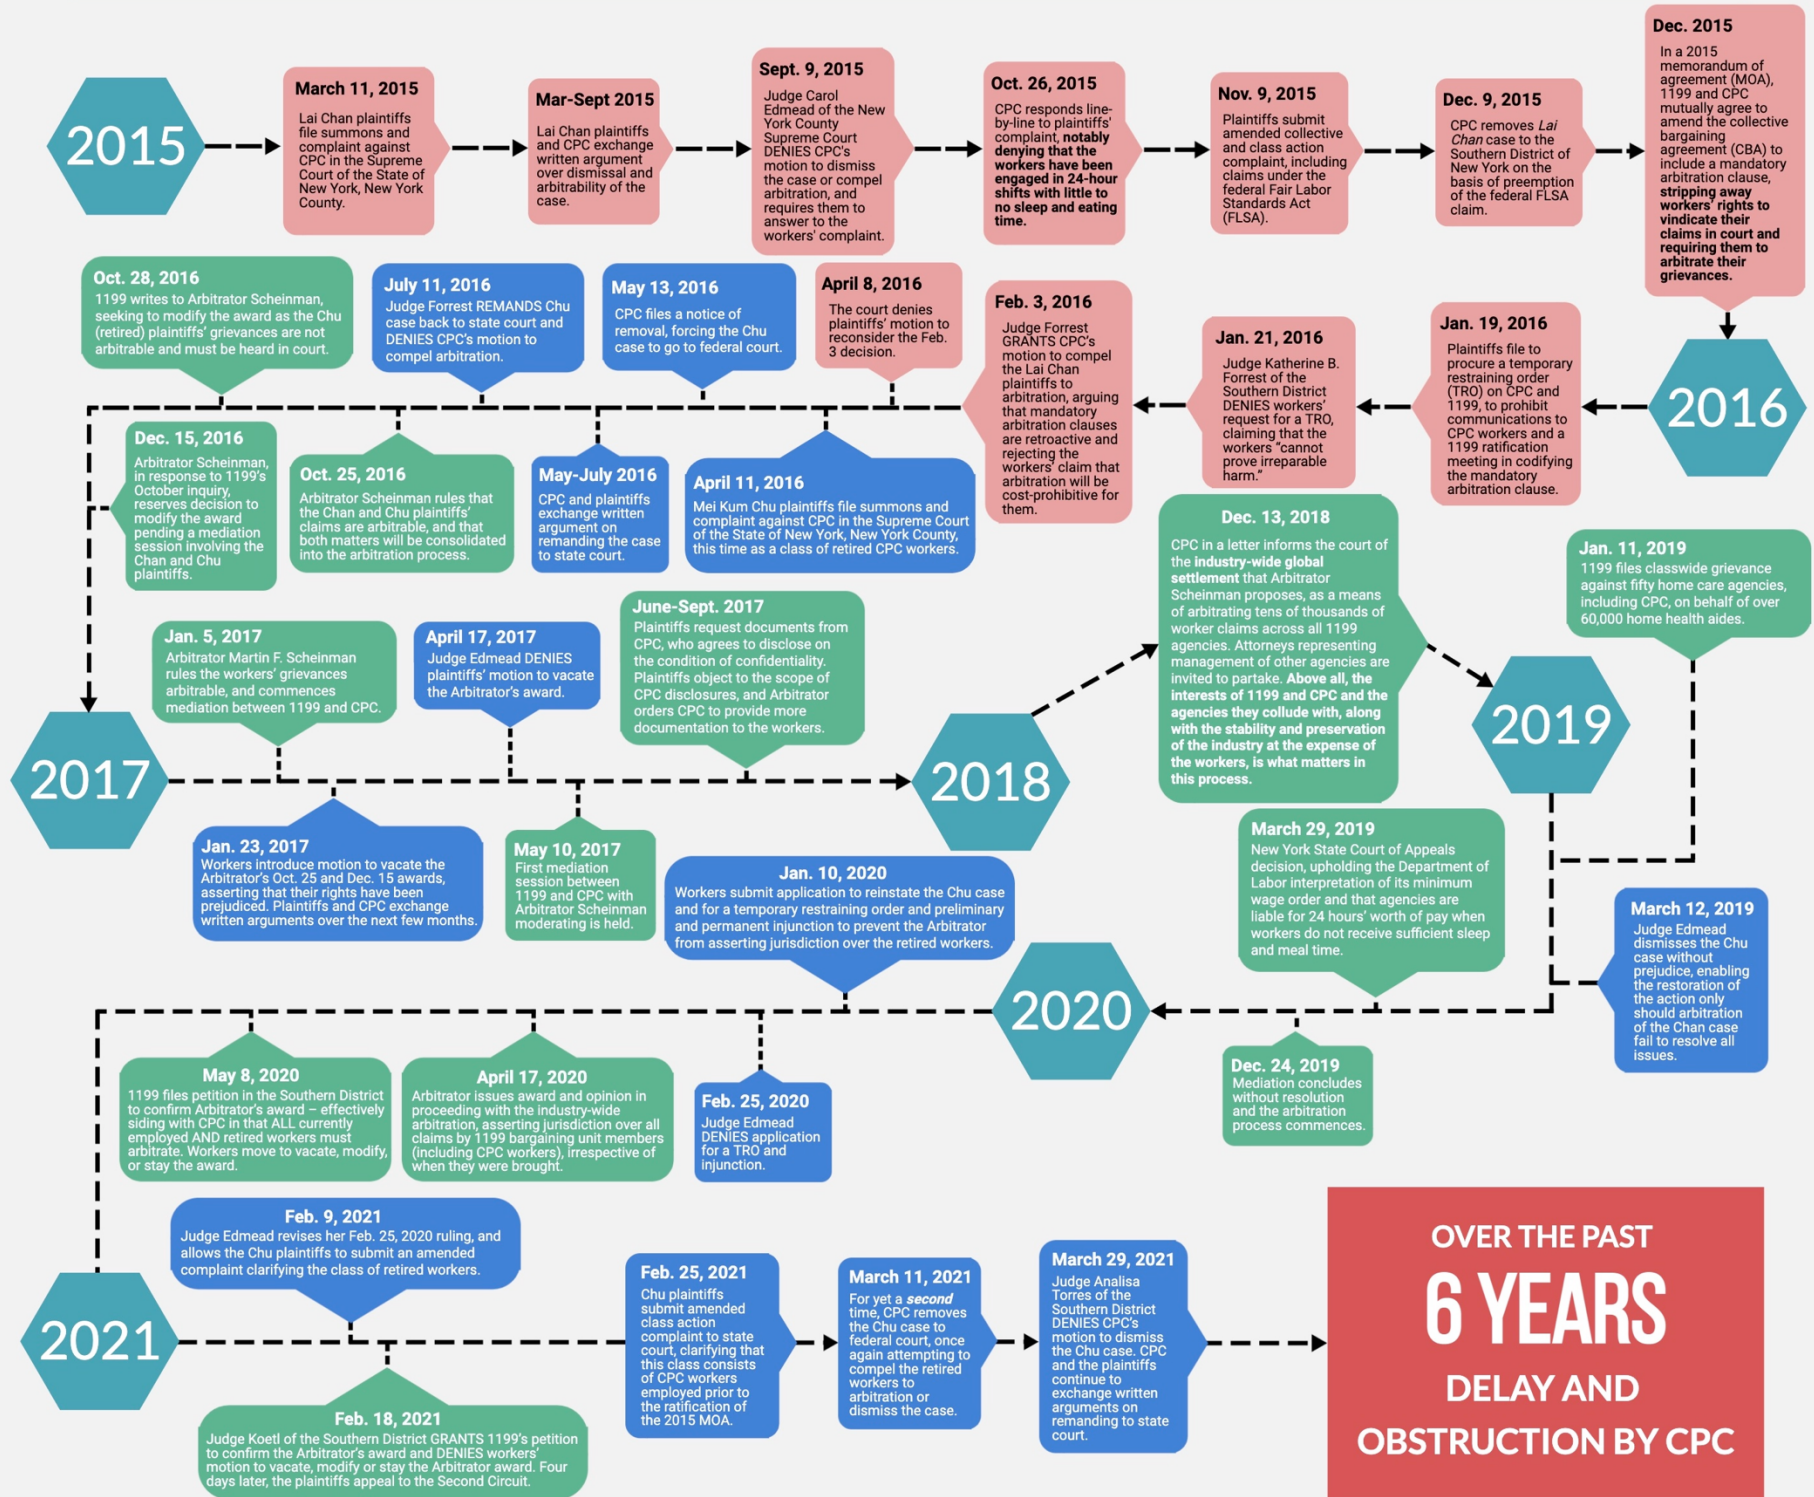 2015
March 11, 2015
Lai Chan plaintiffs
file summons and
complaint against
CPC in the Supreme
Court of the State of
New York, New York
County.
Mar-Sept 2015
Lai Chan plaintiffs
and CPC exchange
written argument
over dismissal and
arbitrability of the
case.
Sept. 9, 2015
Judge Carol
Edmead of the New
York County
Supreme Court
DENIES CPC's
motion to dismiss
the case or compel
arbitration, and
requires them to
answer to the
workers' complaint.
Oct. 26, 2015
CPC responds line-
by-line to plaintiffs'
complaint, notably
denying that the
workers have been
engaged in 24-hour
shifts with little to
no sleep and eating
time.
Nov. 9, 2015
Plaintiffs submit
amended collective
and class action
complaint, including
claims under the
federal Fair Labor
Standards Act
(FLSA).
Dec. 9, 2015
CPC removes Lai
Chan case to the
Southern District of
New York on the
basis of preemption
of the federal FLSA
claim.
Dec. 2015
In a 2015
memorandum of
agreement (MOA),
1199 and CPC
mutually agree to
amend the collective
bargaining
agreement (CBA) to
include a mandatory
arbitration clause,
stripping away
workers' rights to
vindicate their
claims in court and
requiring them to
arbitrate their
grievances.
2016
Jan. 19, 2016
Plaintiffs file to
procure a temporary
restraining order
(TRO) on CPC and
1199, to prohibit
communications to
CPC workers and a
1199 ratification
meeting in codifying
the mandatory
arbitration clause.
Jan. 21, 2016
Judge Katherine B.
Forrest of the
Southern District
DENIES workers'
request for a TRO,
claiming that the
workers "cannot
prove irreparable
harm."
Feb. 3, 2016
Judge Forrest
GRANTS CPC's
motion to compel
the Lai Chan
plaintiffs to
arbitration, arguing
that mandatory
arbitration clauses
are retroactive and
rejecting the
workers' claim that
arbitration will be
cost-prohibitive for
them.
April 8, 2016
The court denies
plaintiffs' motion to
reconsider the Feb.
3 decision.
April 11, 2016
Mei Kum Chu plaintiffs file summons and
complaint against CPC in the Supreme Court
of the State of New York, New York County,
this time as a class of retired CPC workers.
May 13, 2016
CPC files a notice of
removal, forcing the Chu
case to go to federal court.
May-July 2016
CPC and plaintiffs
exchange written
argument on
remanding the case
to state court.
July 11, 2016
Judge Forrest REMANDS Chu
case back to state court and
DENIES CPC's motion to
compel arbitration.
Oct. 25, 2016
Arbitrator Scheinman rules that
the Chan and Chu plaintiffs'
claims are arbitrable, and that
both matters will be consolidated
into the arbitration process.
Oct. 28, 2016
1199 writes to Arbitrator Scheinman,
seeking to modify the award as the Chu
(retired) plaintiffs' grievances are not
arbitrable and must be heard in court.
Dec. 15, 2016
Arbitrator Scheinman,
in response to 1199's
October inquiry,
reserves decision to
modify the award
pending a mediation
session involving the
Chan and Chu
plaintiffs.
2017
Jan. 5, 2017
Arbitrator Martin F. Scheinman
rules the workers' grievances
arbitrable, and commences
mediation between 1199 and CPC.
Jan. 23, 2017
Workers introduce motion to vacate the
Arbitrator's Oct. 25 and Dec. 15 awards,
asserting that their rights have been
prejudiced. Plaintiffs and CPC exchange
written arguments over the next few months.
April 17, 2017
Judge Edmead DENIES
plaintiffs' motion to vacate
the Arbitrator's award.
May 10, 2017
First mediation
session between
1199 and CPC with
Arbitrator Scheinman
moderating is held.
June-Sept. 2017
Plaintiffs request documents from
CPC, who agrees to disclose on
the condition of confidentiality.
Plaintiffs object to the scope of
CPC disclosures, and Arbitrator
orders CPC to provide more
documentation to the workers.
2018
Dec. 13, 2018
CPC in a letter informs the court of
the industry-wide global
settlement that Arbitrator
Scheinman proposes, as a means
of arbitrating tens of thousands of
worker claims across all 1199
agencies. Attorneys representing
management of other agencies are
invited to partake. Above all, the
interests of 1199 and CPC and the
agencies they collude with, along
with the stability and preservation
of the industry at the expense of
the workers, is what matters in
this process.
2019
Jan. 11, 2019
1199 files classwide grievance
against fifty home care agencies,
including CPC, on behalf of over
60,000 home health aides.
March 12, 2019
Judge Edmead
dismisses the Chu
case without
prejudice, enabling
the restoration of
the action only
should arbitration
of the Chan case
fail to resolve all
issues.
March 29, 2019
New York State Court of Appeals
decision, upholding the Department of
Labor interpretation of its minimum
wage order and that agencies are
liable for 24 hours' worth of pay when
workers do not receive sufficient sleep
and meal time.
Dec. 24, 2019
Mediation concludes
without resolution
and the arbitration
process commences.
2020
Jan. 10, 2020
Workers submit application to reinstate the Chu case
and for a temporary restraining order and preliminary
and permanent injunction to prevent the Arbitrator
from asserting jurisdiction over the retired workers.
Feb. 25, 2020
Judge Edmead
DENIES application
for a TRO and
injunction.
April 17, 2020
Arbitrator issues award and opinion in
proceeding with the industry-wide
arbitration, asserting jurisdiction over all
claims by 1199 bargaining unit members
(including CPC workers), irrespective of
when they were brought.
May 8, 2020
1199 files petition in the Southern District
to confirm Arbitrator's award – effectively
siding with CPC in that ALL currently
employed AND retired workers must
arbitrate. Workers move to vacate, modify,
or stay the award.
2021
Feb. 9, 2021
Judge Edmead revises her Feb. 25, 2020 ruling, and
allows the Chu plaintiffs to submit an amended
complaint clarifying the class of retired workers.
Feb. 18, 2021
Judge Koetl of the Southern District GRANTS 1199's petition
to confirm the Arbitrator's award and DENIES workers'
motion to vacate, modify or stay the Arbitrator award. Four
days later, the plaintiffs appeal to the Second Circuit.
Feb. 25, 2021
Chu plaintiffs
submit amended
class action
complaint to state
court, clarifying that
this class consists
of CPC workers
employed prior to
the ratification of
the 2015 MOA.
March 11, 2021
For yet a second
time, CPC removes
the Chu case to
federal court, once
again attempting to
compel the retired
workers to
arbitration or
dismiss the case.
March 29, 2021
Judge Analisa
Torres of the
Southern District
DENIES CPC's
motion to dismiss
the Chu case. CPC
and the plaintiffs
continue to
exchange written
arguments on
remanding to state
court.
OVER THE PAST
6 YEARS
DELAY AND
OBSTRUCTION BY CPC